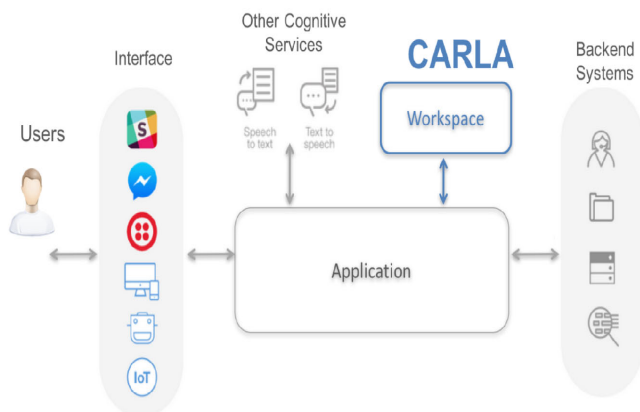 Other Cognitive
Services
CARLA
Backend
Systems
Interface
Users
S
Speech
to text
Text to
speech
Workspace
Application
IoT